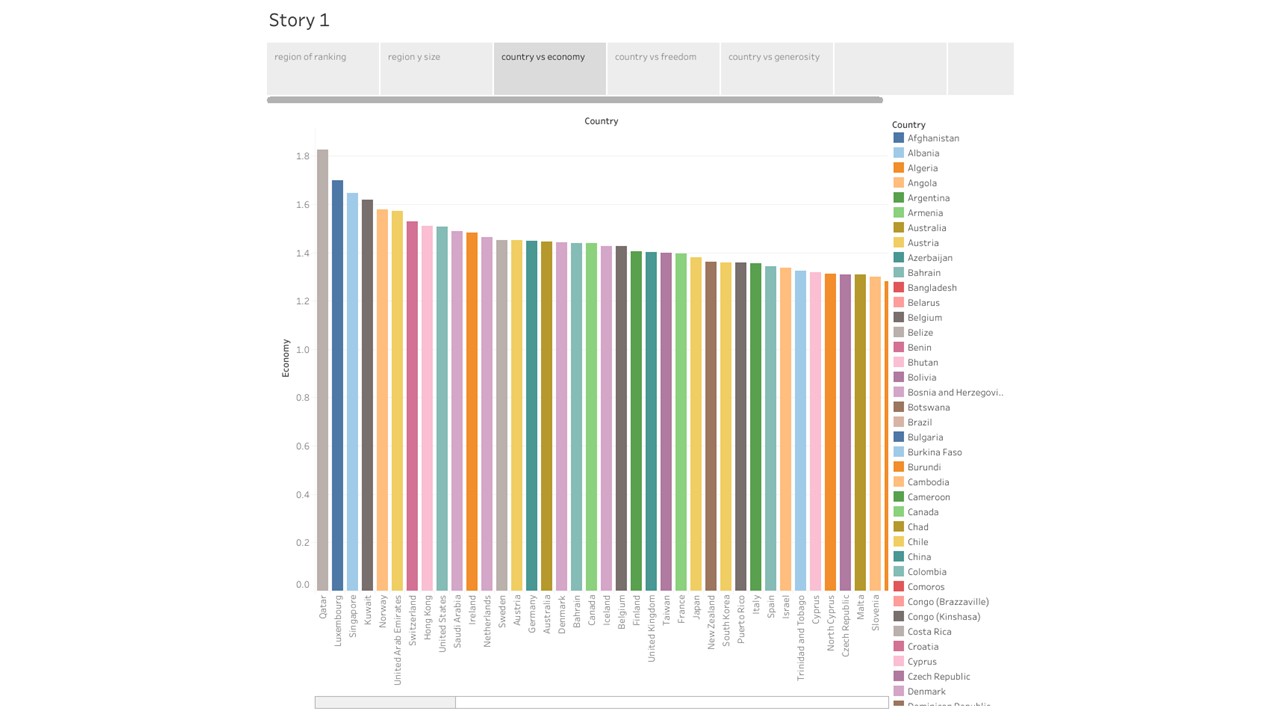 Story 1
region of ranking
region y size
country vs economy
country vs freedom
country vs generosity
Country
Economy
1.8
1.6
1.4
1.2
1.0
0.8
0.6
0.4
0.2
0.0
Qatar
Luxembourg
Singapore
Kuwait
Norway
United Arab Emirates
Switzerland
Hong Kong
United States
Saudi Arabia
Ireland
Netherlands
Sweden
Austria
Germany
Australia
Denmark
Bahrain
Canada
Iceland
Belgium
Finland
United Kingdom
Taiwan
France
Japan
New Zealand
South Korea
Puerto Rico
Italy
Spain
Israel
Trinidad and Tobago
Cyprus
North Cyprus
Czech Republic
Malta
Slovenia
Country
Afghanistan
Albania
Algeria
Angola
Argentina
Armenia
Australia
Austria
Azerbaijan
Bahrain
Bangladesh
Belarus
Belgium
Belize
Benin
Bhutan
Bolivia
Bosnia and Herzegovi..
Botswana
Brazil
Bulgaria
Burkina Faso
Burundi
Cambodia
Cameroon
Canada
Chad
Chile
China
Colombia
Comoros
Congo (Brazzaville)
Congo (Kinshasa)
Costa Rica
Croatia
Cyprus
Czech Republic
Denmark
Dominican Republic